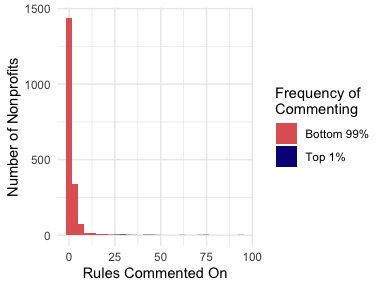 1500
1000
500
0
0 25 50 75 100
Number of Nonprofits
Rules Commented On
Frequency of
Commenting
Bottom 99%
Top 1%